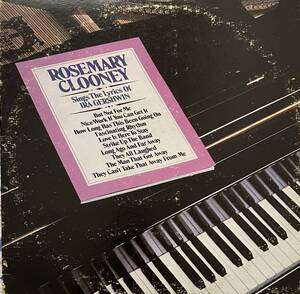 ROSEMARY
CLOONEY
Sings The Lyrics Of
IRA GERSHWIN
But Not For Me
Nice Work If You Can Get It
How Long Has This Been Going On
Fascinating Rhythm
Love Is Here To Stay
Strike Up The Band
Long Ago And Far Away
They All Laughed
The Man That Got Away
They Can't Take That Away From Me